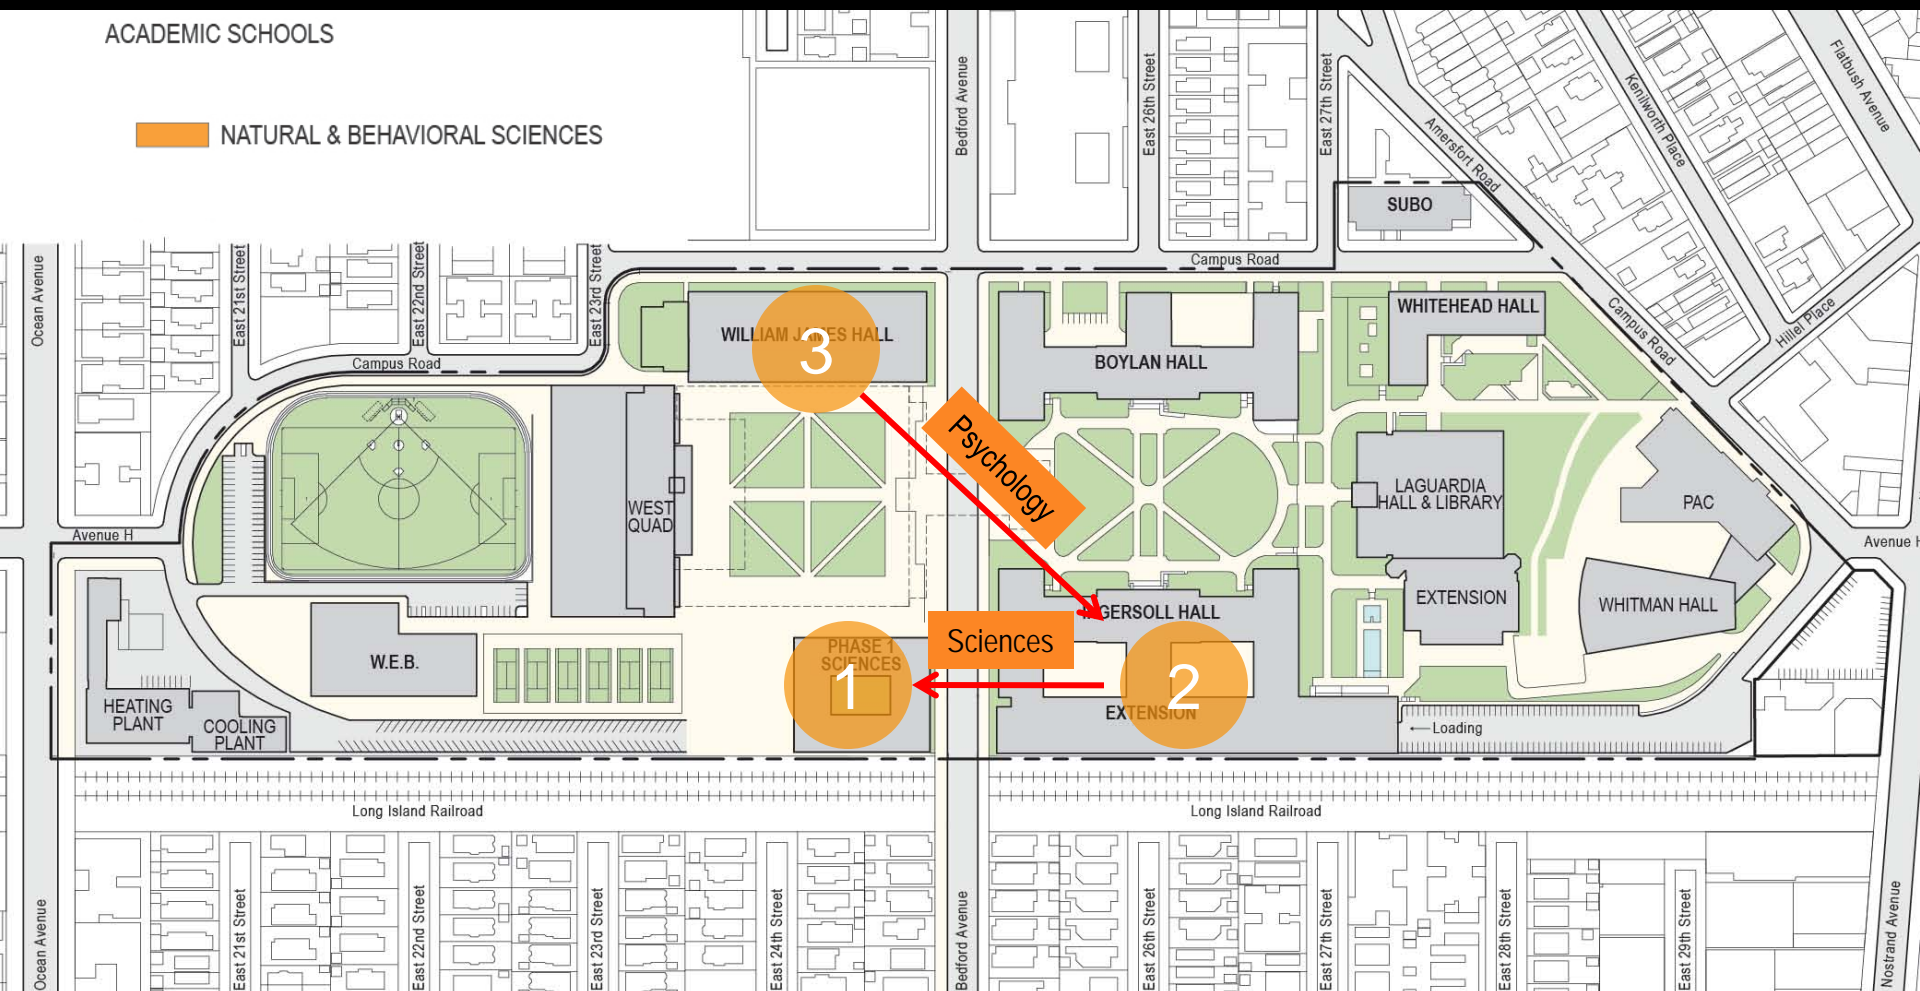 ACADEMIC SCHOOLS
NATURAL & BEHAVIORAL SCIENCES
Bedford Avenue
East 26th Street
East 27th Street
Amersfort Road
Kenilworth Place
Flatbush Avenue
SUBO
Ocean Avenue
East 21st Street
East 22nd Street
East 23rd Street
Campus Road
Campus Road
Campus Road
Hillel Place
WILLIAM JAMES HALL
3
BOYLAN HALL
WHITEHEAD HALL
Psychology
WEST
QUAD
LAGUARDIA
HALL & LIBRARY
PAC
Avenue H
Avenue H
INGERSOLL HALL
EXTENSION
WHITMAN HALL
W.E.B.
PHASE 1
SCIENCES
1
Sciences
2
EXTENSION
HEATING
PLANT
COOLING
PLANT
Loading
Long Island Railroad
Long Island Railroad
Ocean Avenue
East 21st Street
East 22nd Street
East 23rd Street
East 24th Street
Bedford Avenue
East 26th Street
East 27th Street
East 28th Street
East 29th Street
Nostrand Avenue